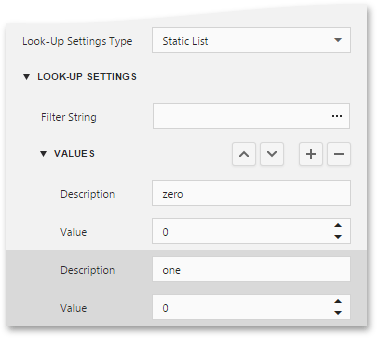 Look-Up Settings Type Static List
LOOK-UP SETTINGS
Filter String ...
VALUES
Description zero
Value 0
Description one
Value 0